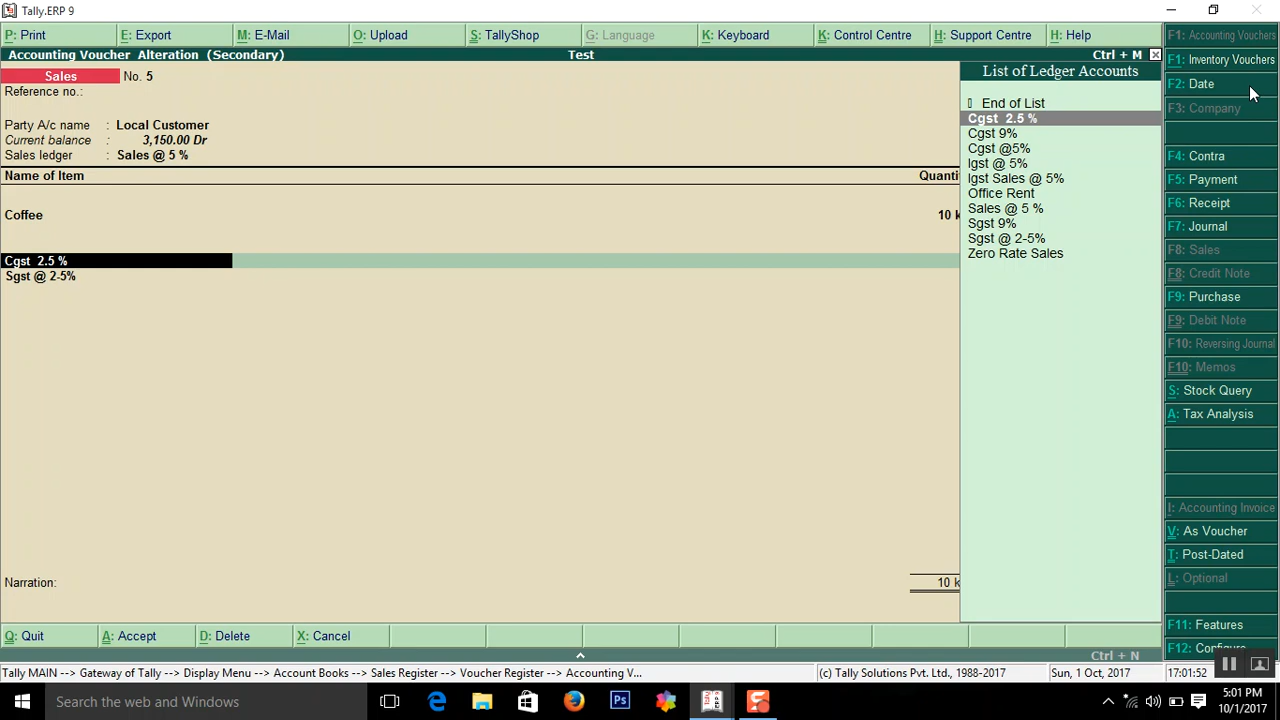 Tally.ERP 9
P: Print
E: Export
M: E-Mail
O: Upload
S: TallyShop
G: Language
K: Keyboard
K: Control Centre
H: Support Centre
H: Help
Accounting Voucher Alteration (Secondary)
Test
Ctrl + M
Sales No. 5
Reference no.:
Party A/c name : Local Customer
Current balance : 3,150.00 Dr
Sales ledger : Sales @ 5 %
Name of Item
Quanti
Coffee
10 k
Cgst 2.5 %
Sgst @ 2-5%
Narration:
10 k
List of Ledger Accounts
End of List
Cgst 2.5 %
Cgst 9%
Cgst @5%
Igst @ 5%
Igst Sales @ 5%
Office Rent
Sales @ 5 %
Sgst 9%
Sgst @ 2-5%
Zero Rate Sales
F1: Accounting Vouchers
F1: Inventory Vouchers
F2: Date
F3: Company
F4: Contra
F5: Payment
F6: Receipt
F7: Journal
F8: Sales
F8: Credit Note
F9: Purchase
F9: Debit Note
F10: Reversing Journal
F10: Memos
S: Stock Query
A: Tax Analysis
I: Accounting Invoice
V: As Voucher
T: Post-Dated
L: Optional
F11: Features
F12: Configure
Q: Quit
A: Accept
D: Delete
X: Cancel
Ctrl + N
Tally MAIN --> Gateway of Tally --> Display Menu --> Account Books --> Sales Register --> Voucher Register --> Accounting V...
(c) Tally Solutions Pvt. Ltd., 1988-2017
Sun, 1 Oct, 2017
17:01:52
Search the web and Windows
5:01 PM
10/1/2017